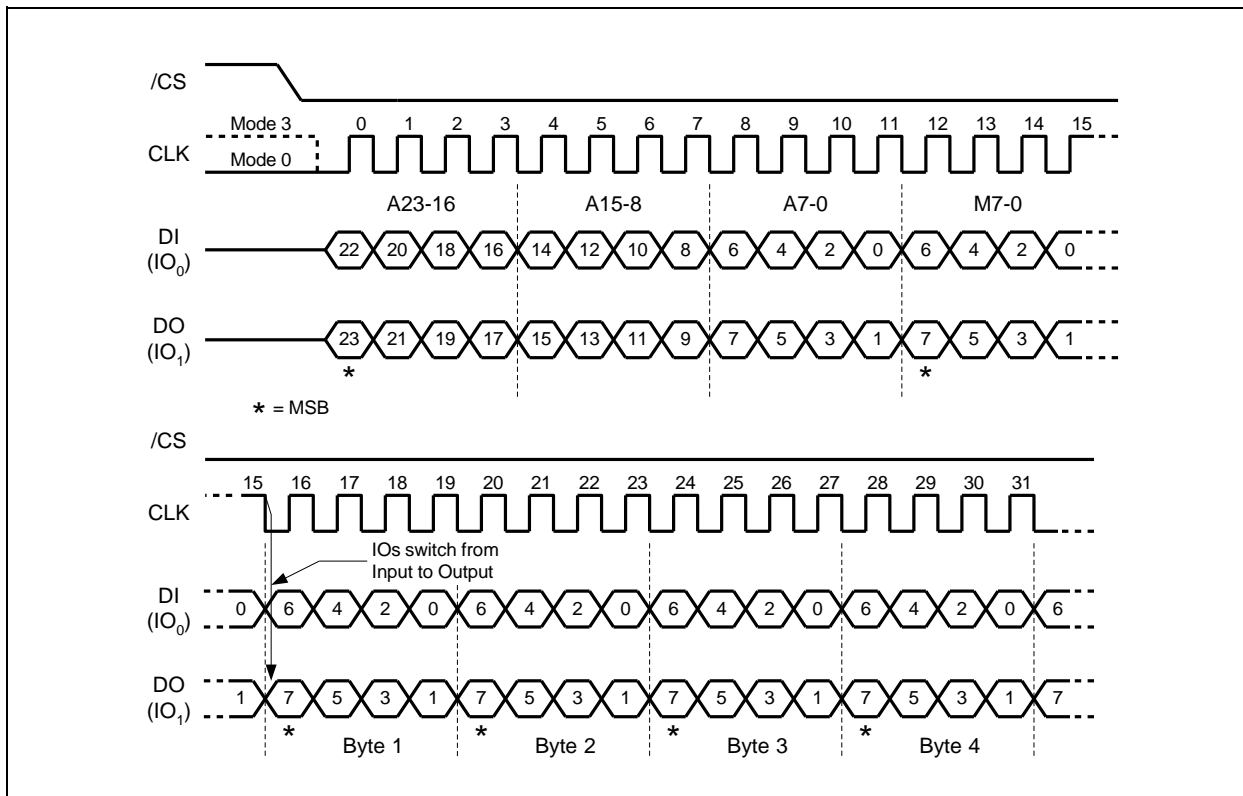 /CS
Mode 3 0 1 2 3 4 5 6 7 8 9 10 11 12 13 14 15
CLK
Mode 0
A23-16 A15-8 A7-0 M7-0
DI
(IO0) 22 20 18 16 14 12 10 8 6 4 2 0 6 4 2 0
DO
(IO1) 23 21 19 17 15 13 11 9 7 5 3 1 7 5 3 1
* *
* = MSB
/CS
15 16 17 18 19 20 21 22 23 24 25 26 27 28 29 30 31
CLK
IOs switch from
Input to Output
DI
(IO0) 0 6 4 2 0 6 4 2 0 6 4 2 0 6 4 2 0 6
DO
(IO1) 1 7 5 3 1 7 5 3 1 7 5 3 1 7 5 3 1 7
* * * *
Byte 1 Byte 2 Byte 3 Byte 4